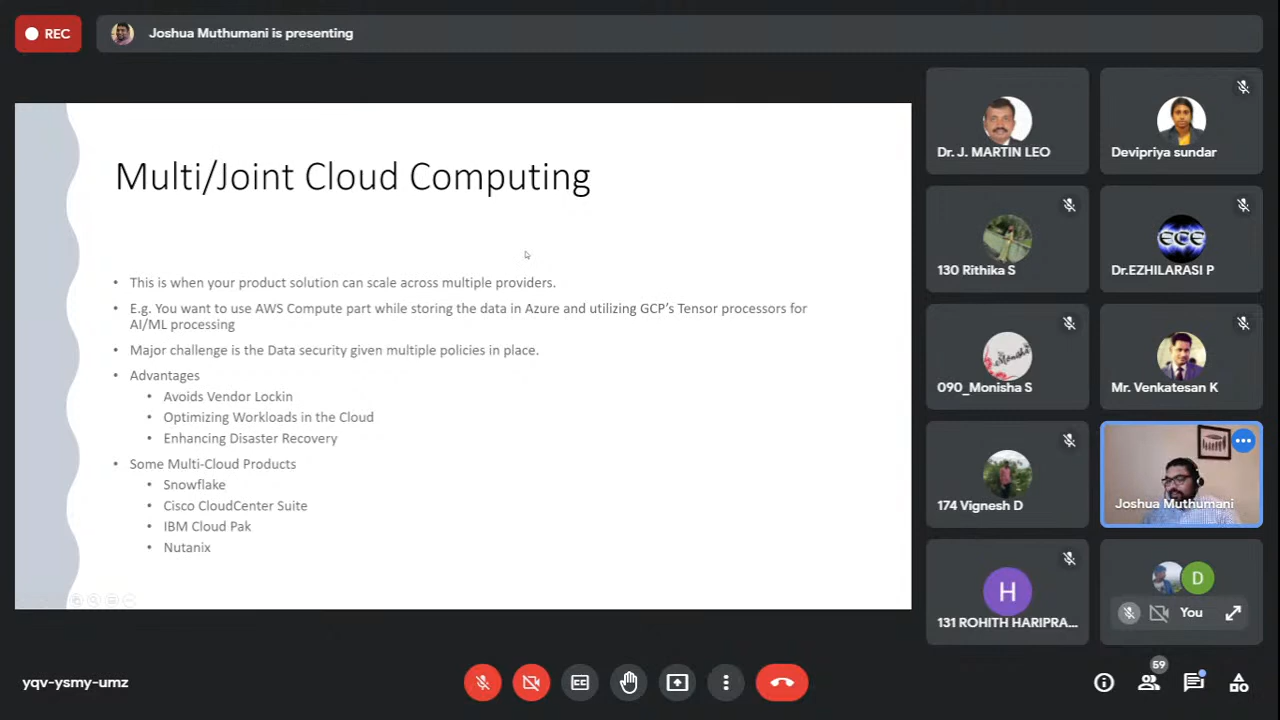 REC
Joshua Muthumani is presenting
Multi/Joint Cloud Computing
• This is when your product solution can scale across multiple providers.
• E.g. You want to use AWS Compute part while storing the data in Azure and utilizing GCP's Tensor processors for
AI/ML processing
• Major challenge is the Data security given multiple policies in place.
• Advantages
• Avoids Vendor Lockin
• Optimizing Workloads in the Cloud
• Enhancing Disaster Recovery
• Some Multi-Cloud Products
• Snowflake
• Cisco CloudCenter Suite
• IBM Cloud Pak
• Nutanix
Dr. J. MARTIN LEO
Devipriya sundar
130 Rithika S
ECE
Dr.EZHILARASI P
Monisha
090_Monisha S
Mr. Venkatesan K
174 Vignesh D
Joshua Muthumani
H
131 ROHITH HARIPRA...
D
You
yqv-ysmy-umz
CC
59